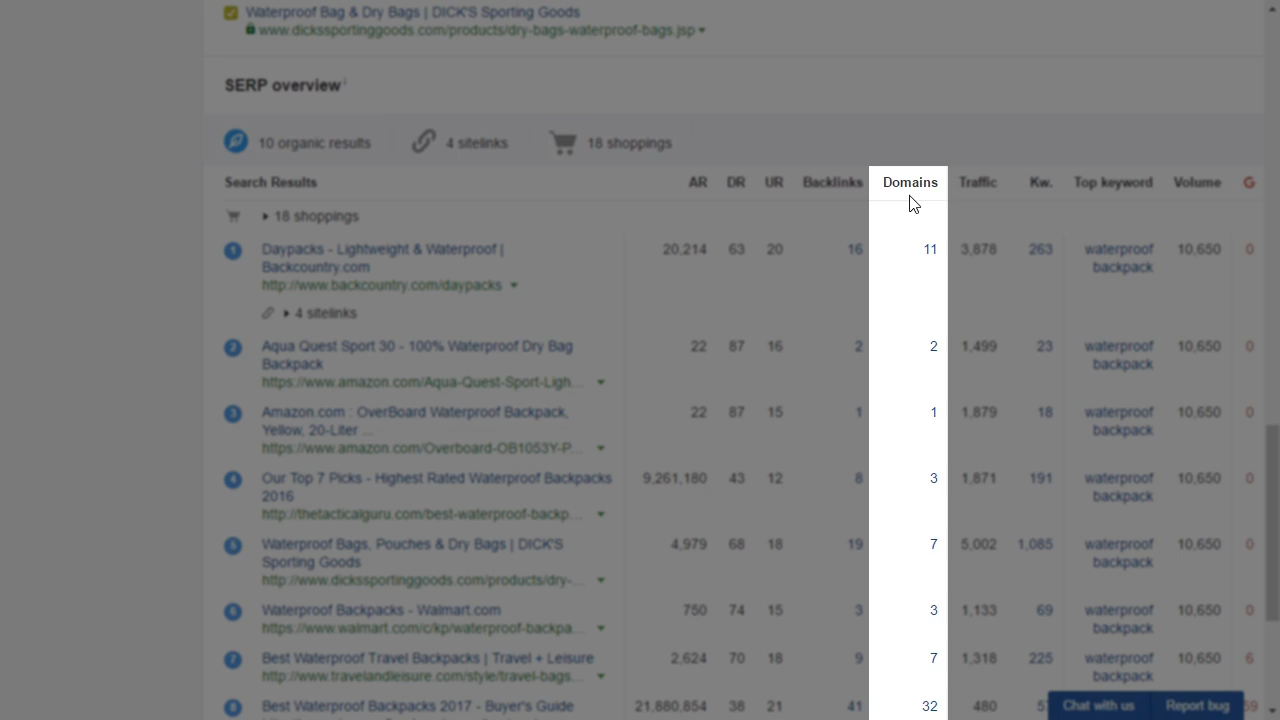 Waterproof Bag & Dry Bags | DICK'S Sporting Goods
www.dickssportinggoods.com/products/dry-bags-waterproof-bags.jsp
SERP overview i
10 organic results 4 sitelinks 18 shoppings
Search Results AR DR UR Backlinks Domains Traffic Kw. Top keyword Volume G
18 shoppings
1 Daypacks - Lightweight & Waterproof | 20,214 63 20 16 11 3,878 263 waterproof 10,650 0
Backcountry.com backpack
http://www.backcountry.com/daypacks
4 sitelinks
2 Aqua Quest Sport 30 - 100% Waterproof Dry Bag 22 87 16 2 2 1,499 23 waterproof 10,650 0
Backpack backpack
https://www.amazon.com/Aqua-Quest-Sport-Ligh...
3 Amazon.com : OverBoard Waterproof Backpack, 22 87 15 1 1 1,879 18 waterproof 10,650 0
Yellow, 20-Liter ... backpack
https://www.amazon.com/Overboard-OB1053Y-P...
4 Our Top 7 Picks - Highest Rated Waterproof Backpacks 9,261,180 43 12 8 3 1,871 191 waterproof 10,650 0
2016 backpack
http://thetacticalguru.com/best-waterproof-backp...
5 Waterproof Bags, Pouches & Dry Bags | DICK'S 4,979 68 18 19 7 5,002 1,085 waterproof 10,650 0
Sporting Goods backpack
http://www.dickssportinggoods.com/products/dry-...
6 Waterproof Backpacks - Walmart.com 750 74 15 3 3 1,133 69 waterproof 10,650 0
https://www.walmart.com/c/kp/waterproof-backpa... backpack
7 Best Waterproof Travel Backpacks | Travel + Leisure 2,624 70 18 9 7 1,318 225 waterproof 10,650 6
http://www.travelandleisure.com/style/travel-bags... backpack
8 Best Waterproof Backpacks 2017 - Buyer's Guide 21,880,854 38 21 41 32 480 Chat with us Report bug